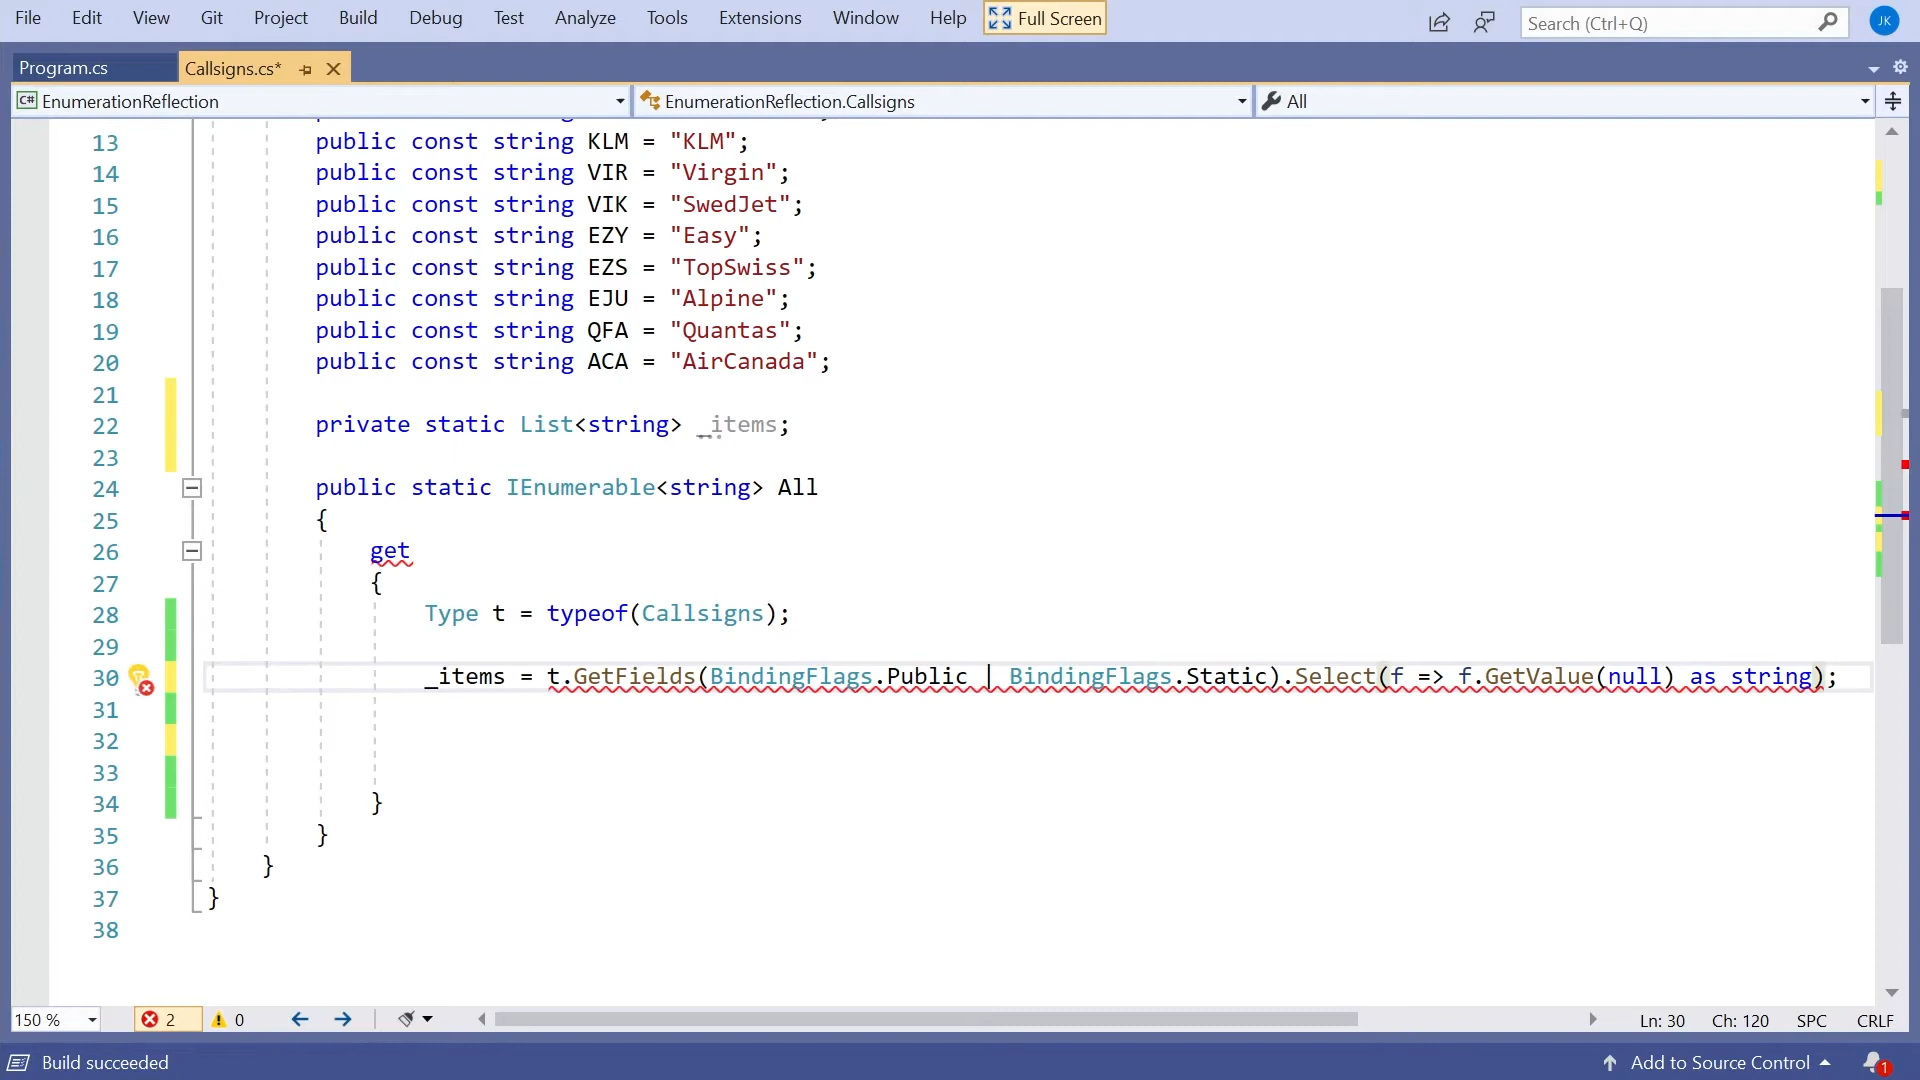 File Edit View Git Project Build Debug Test Analyze Tools Extensions Window Help Full Screen Search (Ctrl+Q) JK
Program.cs Callsigns.cs*
C# EnumerationReflection EnumerationReflection.Callsigns All
13 public const string KLM = "KLM";
14 public const string VIR = "Virgin";
15 public const string VIK = "SwedJet";
16 public const string EZY = "Easy";
17 public const string EZS = "TopSwiss";
18 public const string EJU = "Alpine";
19 public const string QFA = "Quantas";
20 public const string ACA = "AirCanada";
21
22 private static List<string> _items;
23
24 public static IEnumerable<string> All
25 {
26 get
27 {
28 Type t = typeof(Callsigns);
29
30 _items = t.GetFields(BindingFlags.Public | BindingFlags.Static).Select(f => f.GetValue(null) as string);
31
32
33
34 }
35 }
36 }
37 }
38
150 % 2 0 Ln: 30 Ch: 120 SPC CRLF
Build succeeded Add to Source Control 1